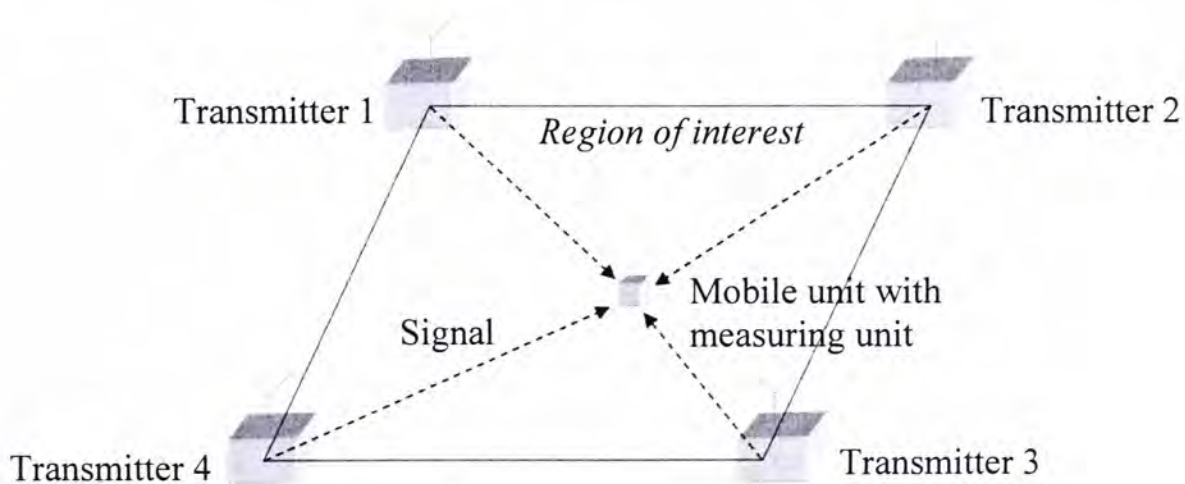 Transmitter 1
Transmitter 2
Region of interest
Mobile unit with
measuring unit
Signal
Transmitter 4
Transmitter 3